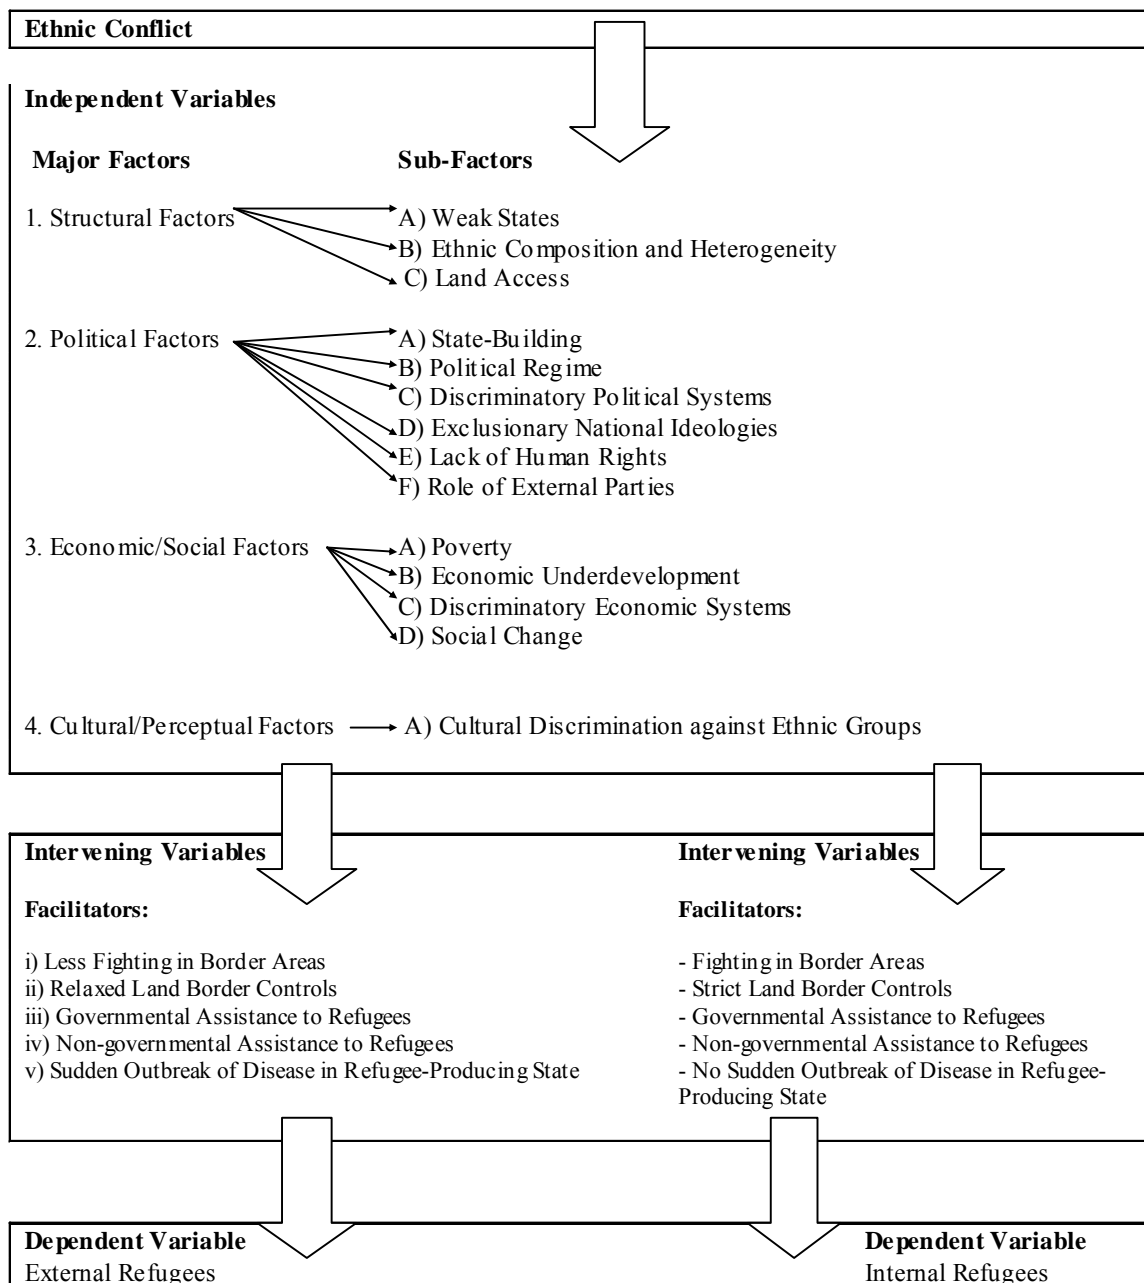 Ethnic Conflict
Independent Variables
Major Factors Sub-Factors
1. Structural Factors A) Weak States
B) Ethnic Composition and Heterogeneity
C) Land Access
2. Political Factors A) State-Building
B) Political Regime
C) Discriminatory Political Systems
D) Exclusionary National Ideologies
E) Lack of Human Rights
F) Role of External Parties
3. Economic/Social Factors A) Poverty
B) Economic Underdevelopment
C) Discriminatory Economic Systems
D) Social Change
4. Cultural/Perceptual Factors A) Cultural Discrimination against Ethnic Groups
Intervening Variables
Facilitators:
i) Less Fighting in Border Areas
ii) Relaxed Land Border Controls
iii) Governmental Assistance to Refugees
iv) Non-governmental Assistance to Refugees
v) Sudden Outbreak of Disease in Refugee-Producing State
Intervening Variables
Facilitators:
- Fighting in Border Areas
- Strict Land Border Controls
- Governmental Assistance to Refugees
- Non-governmental Assistance to Refugees
- No Sudden Outbreak of Disease in Refugee-
Producing State
Dependent Variable
External Refugees
Dependent Variable
Internal Refugees